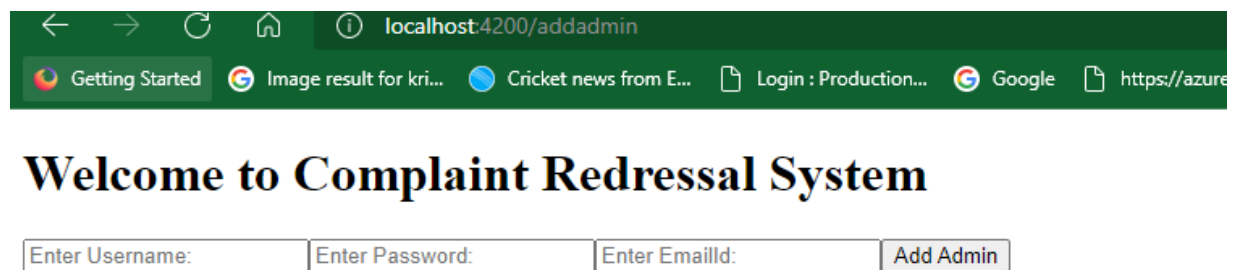 localhost:4200/addadmin
Getting Started Image result for kri... Cricket news from E... Login : Production... Google https://azure
Welcome to Complaint Redressal System
Enter Username: Enter Password: Enter EmailId: Add Admin